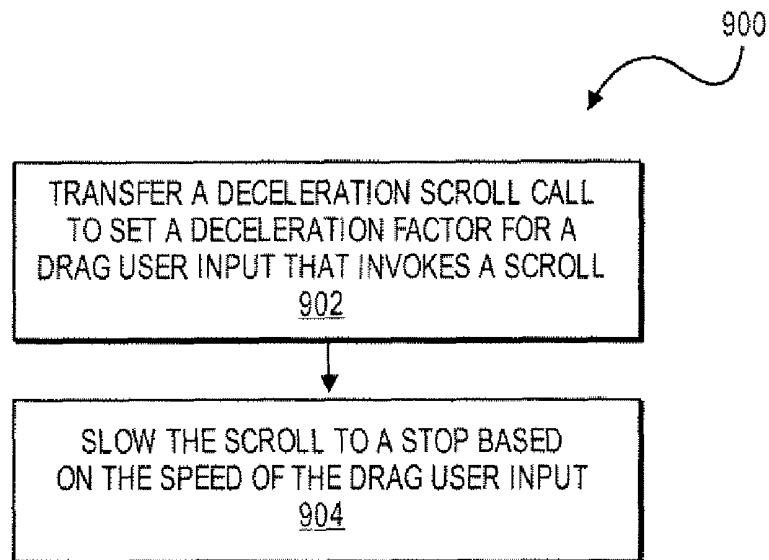 900
TRANSFER A DECELERATION SCROLL CALL
TO SET A DECELERATION FACTOR FOR A
DRAG USER INPUT THAT INVOKES A SCROLL
902
SLOW THE SCROLL TO A STOP BASED
ON THE SPEED OF THE DRAG USER INPUT
904